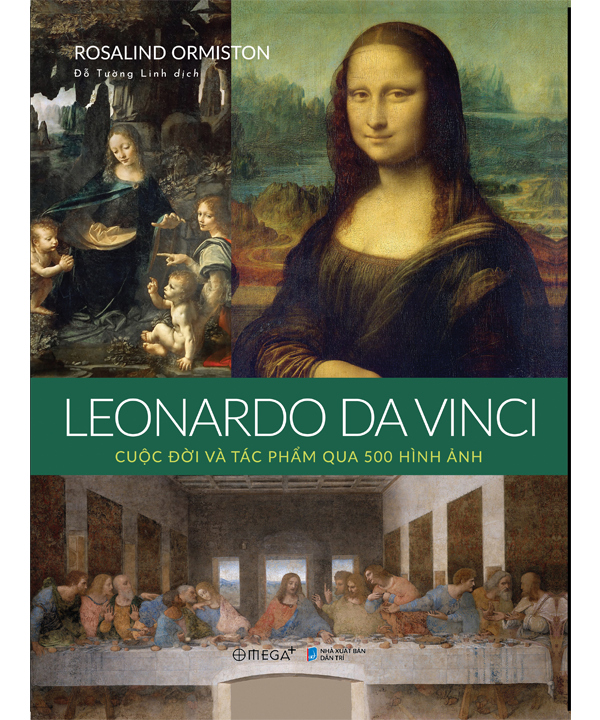 ROSALIND ORMISTON
Đỗ Tường Linh dịch
LEONARDO DA VINCI
CUỘC ĐỜI VÀ TÁC PHẨM QUA 500 HÌNH ẢNH
OMEGA+
NHÀ XUẤT BẢN
DÂN TRÍ